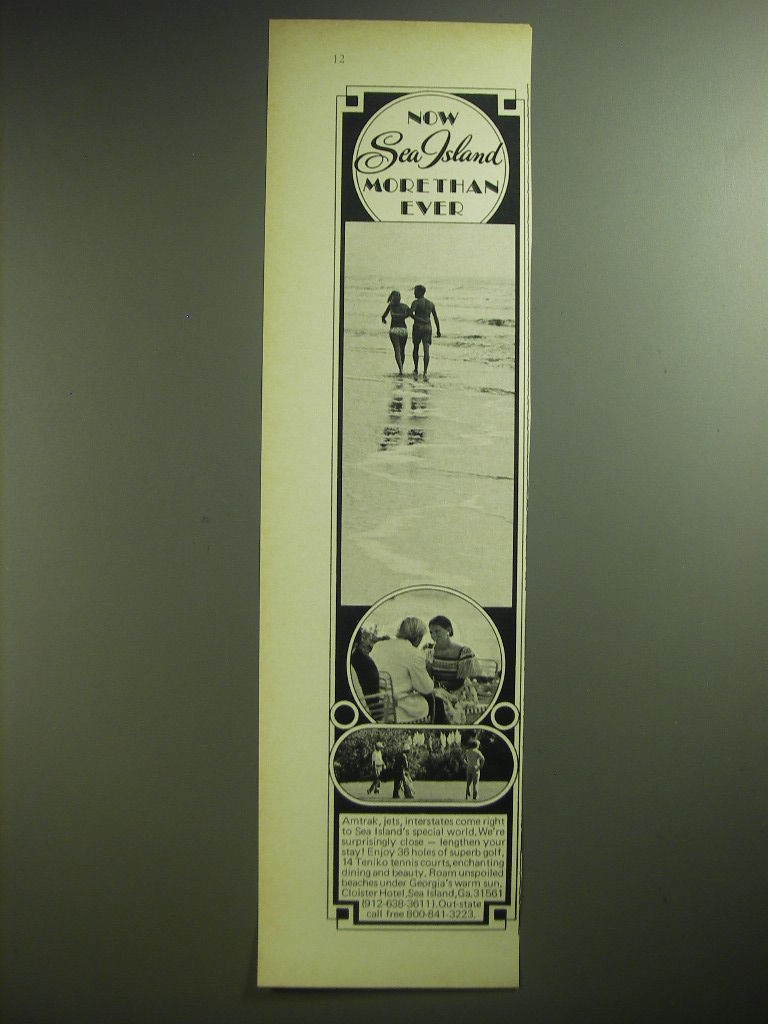 12
NOW
Sea Island
MORE THAN
EVER
Amtrak, jets, interstates come right
to Sea Island's special world. We're
surprisingly close — lengthen your
stay! Enjoy 36 holes of superb golf,
14 Teniko tennis courts, enchanting
dining and beauty. Roam unspoiled
beaches under Georgia's warm sun.
Cloister Hotel, Sea Island, Ga. 31561
(912-638-3611). Out-state
call free 800-841-3223.